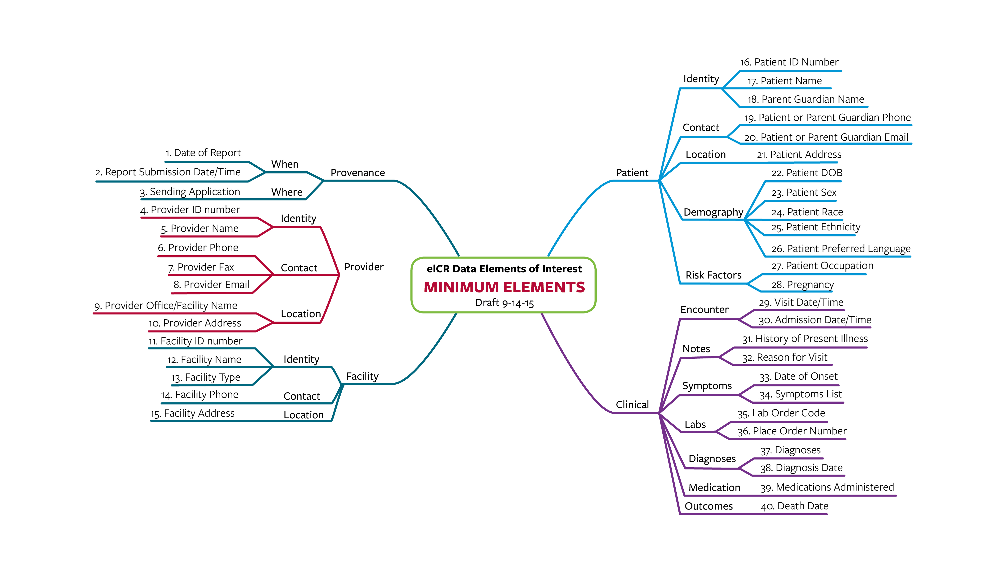 eICR Data Elements of Interest
MINIMUM ELEMENTS
Draft 9-14-15
Provenance
When
1. Date of Report
2. Report Submission Date/Time
Where
3. Sending Application
Provider
Identity
4. Provider ID number
5. Provider Name
Contact
6. Provider Phone
7. Provider Fax
8. Provider Email
Location
9. Provider Office/Facility Name
10. Provider Address
Facility
Identity
11. Facility ID number
12. Facility Name
13. Facility Type
Contact
14. Facility Phone
Location
15. Facility Address
Patient
Identity
16. Patient ID Number
17. Patient Name
18. Parent Guardian Name
Contact
19. Patient or Parent Guardian Phone
20. Patient or Parent Guardian Email
Location
21. Patient Address
Demography
22. Patient DOB
23. Patient Sex
24. Patient Race
25. Patient Ethnicity
26. Patient Preferred Language
Risk Factors
27. Patient Occupation
28. Pregnancy
Clinical
Encounter
29. Visit Date/Time
30. Admission Date/Time
Notes
31. History of Present Illness
32. Reason for Visit
Symptoms
33. Date of Onset
34. Symptoms List
Labs
35. Lab Order Code
36. Place Order Number
Diagnoses
37. Diagnoses
38. Diagnosis Date
Medication
39. Medications Administered
Outcomes
40. Death Date